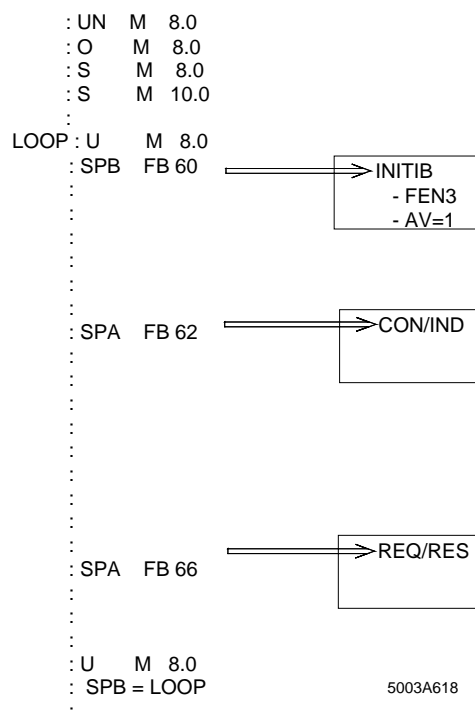 : UN M 8.0
: O M 8.0
: S M 8.0
: S M 10.0
:
LOOP : U M 8.0
: SPB FB 60 INITIB
: - FEN3
: - AV=1
:
:
:
:
: SPA FB 62 CON/IND
:
:
:
:
:
:
:
:
:
: SPA FB 66 REQ/RES
:
:
:
: U M 8.0
: SPB = LOOP 5003A618
: